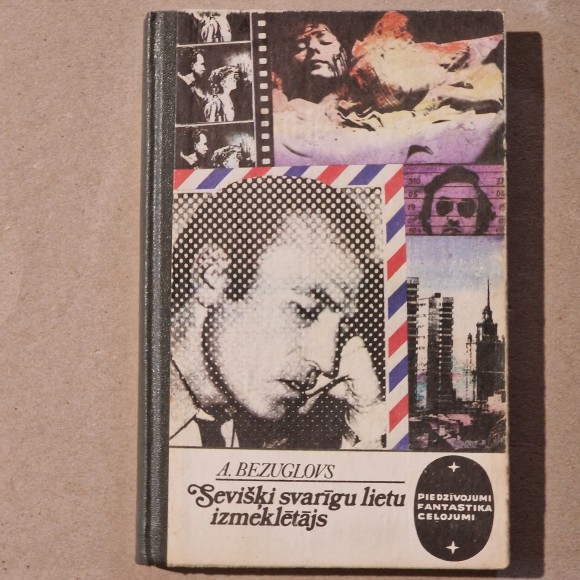 A. BEZUGLOVS
Sevišķi svarīgu lietu
izmeklētājs
PIEDZĪVOJUMI
FANTASTIKA
CEĻOJUMI